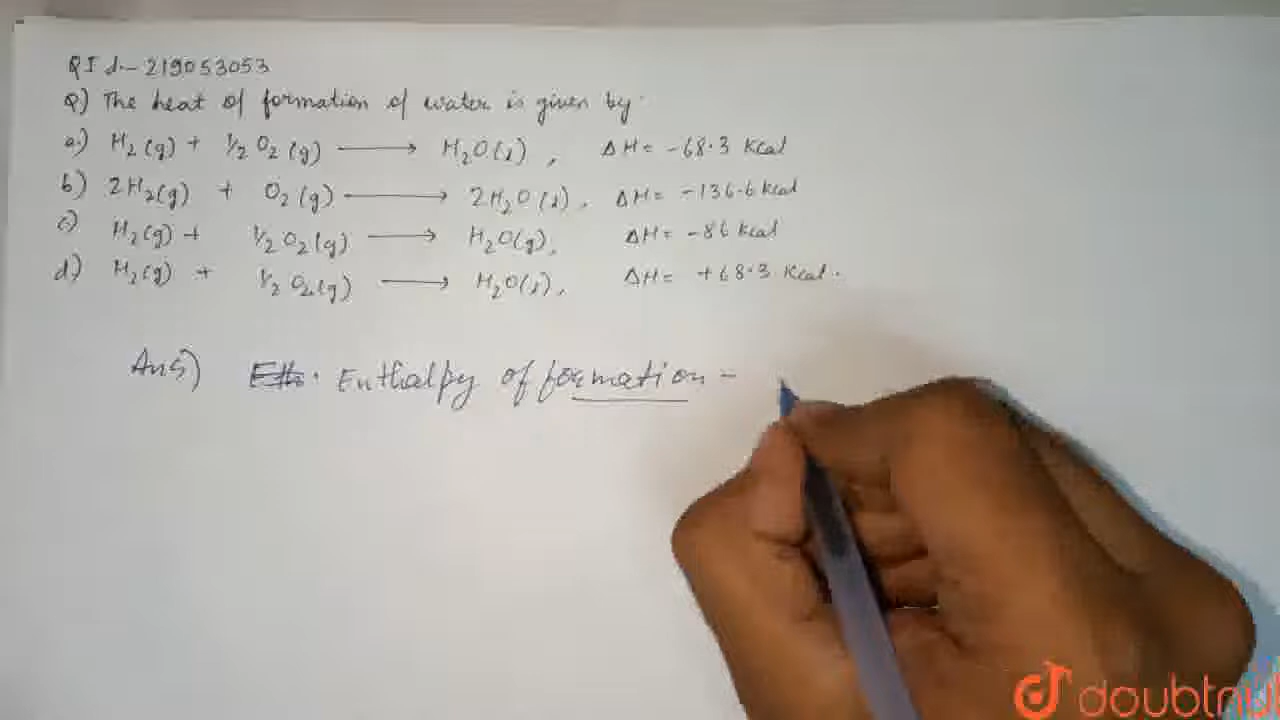 QId:- 219053053
Q) The heat of formation of water is given by:
a.) H₂(g) + 1/2 O₂(g) ⟶ H₂O(l), ΔH = -68.3 Kcal
b) 2H₂(g) + O₂(g) ⟶ 2H₂O(l), ΔH = -136.6 Kcal
c) H₂(g) + 1/2 O₂(g) ⟶ H₂O(g), ΔH = -86 Kcal
d) H₂(g) + 1/2 O₂(g) ⟶ H₂O(l), ΔH = +68.3 Kcal.
Ans) Enthalpy of formation -
doubtnut